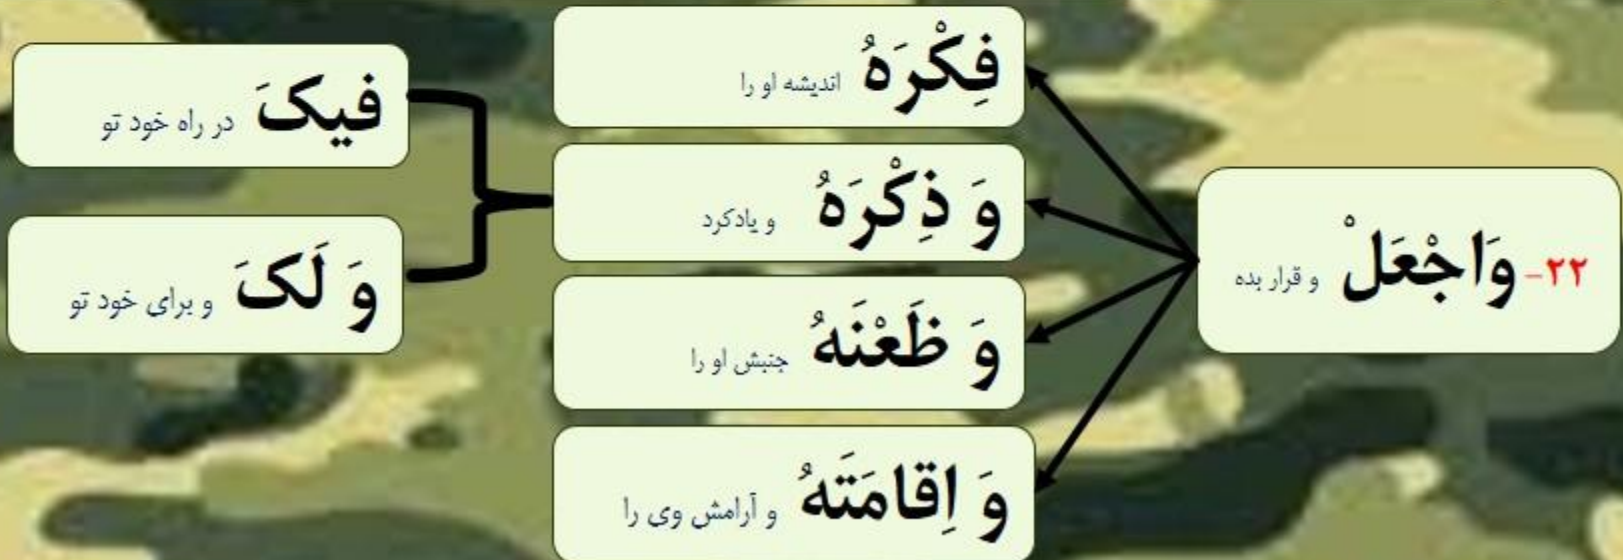 ۲۲- وَاجْعَلْ و قرار بده
فِكْرَهُ اندیشه او را
وَ ذِكْرَهُ و یادکرد
وَ ظَعْنَهُ جنبش او را
وَ اِقامَتَهُ و آرامش وی را
فیکَ در راه خود تو
وَ لَکَ و برای خود تو